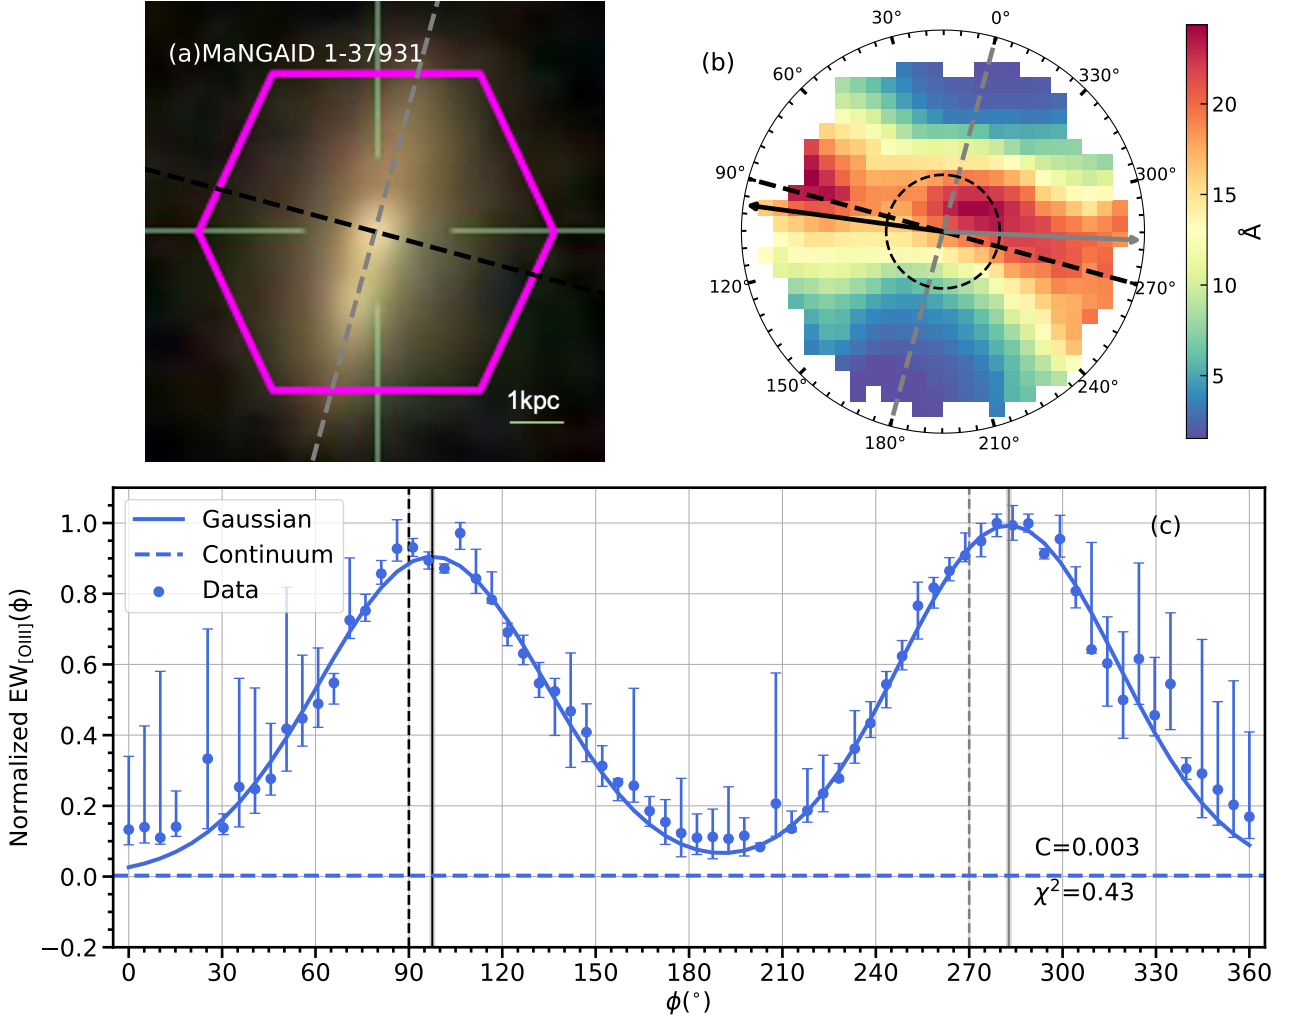 (a)MaNGAID 1-37931
1kpc
(b)
0°
30°
60°
90°
120°
150°
180°
210°
240°
270°
300°
330°
20
15
10
5
Å
(c)
Gaussian
Continuum
Data
Normalized EW[OIII](ϕ)
1.0
0.8
0.6
0.4
0.2
0.0
−0.2
C=0.003
χ²=0.43
0 30 60 90 120 150 180 210 240 270 300 330 360
ϕ(°)